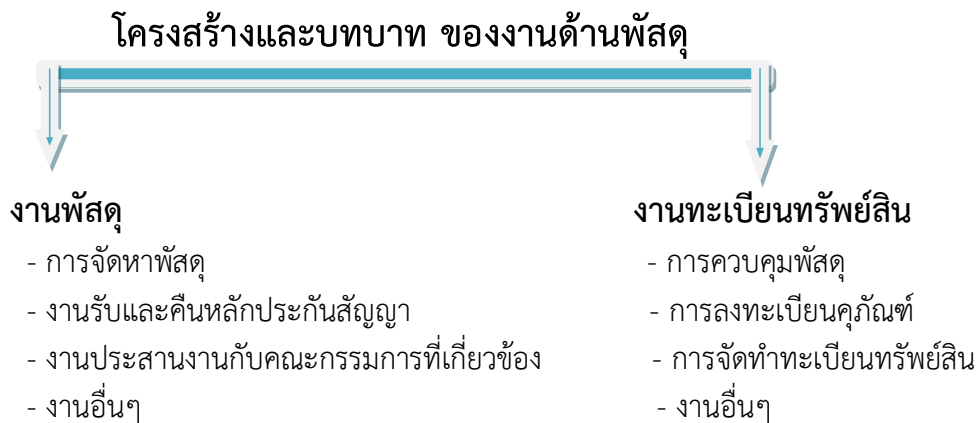 โครงสร้างและบทบาท ของงานด้านพัสดุ
งานพัสดุ
- การจัดหาพัสดุ
- งานรับและคืนหลักประกันสัญญา
- งานประสานงานกับคณะกรรมการที่เกี่ยวข้อง
- งานอื่นๆ
งานทะเบียนทรัพย์สิน
- การควบคุมพัสดุ
- การลงทะเบียนคุภัณฑ์
- การจัดทำทะเบียนทรัพย์สิน
- งานอื่นๆ